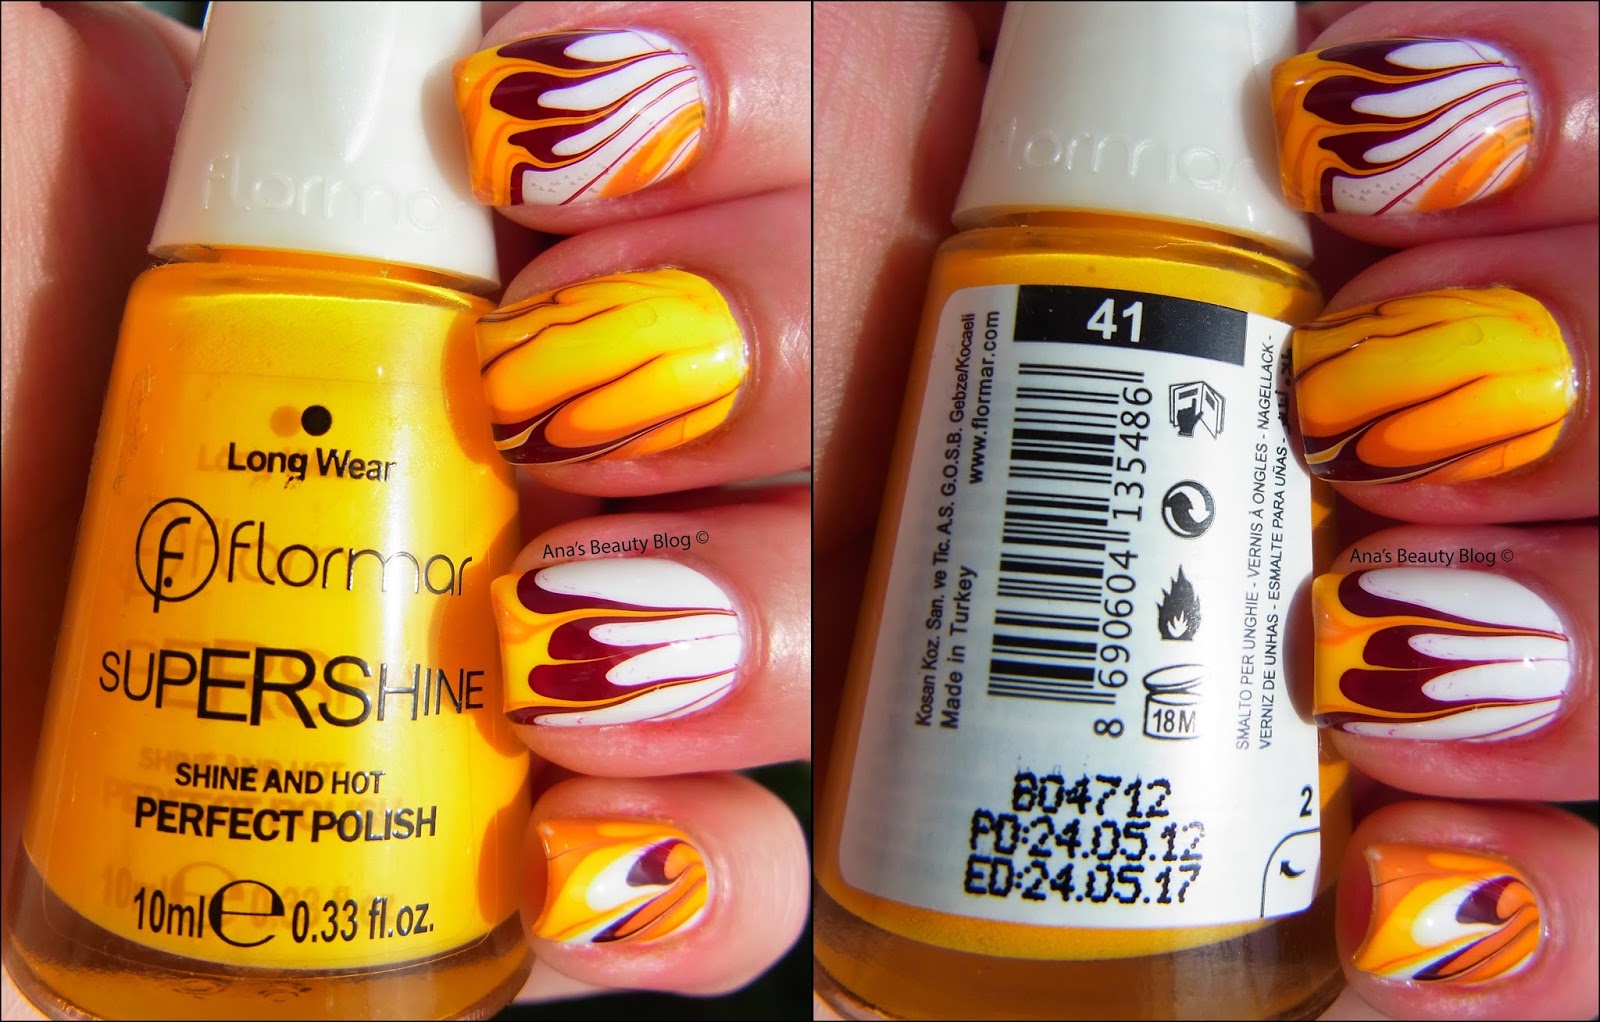 flormar
Long Wear
flormar
SUPERSHINE
SHINE AND HOT
PERFECT POLISH
10ml e 0.33 fl.oz.
Ana's Beauty Blog ©
flormar
41
Kosan Koz. San. ve Tic. A.S. G.O.S.B. Gebze/Kocaeli
Made in Turkey www.flormar.com
8 690604 135486
18M
SMALTO PER UNGHIE - VERNIS À ONGLES - NAGELLACK -
VERNIZ DE UNHAS - ESMALTE PARA UÑAS -
B04712
PD:24.05.12
ED:24.05.17
2
Ana's Beauty Blog ©